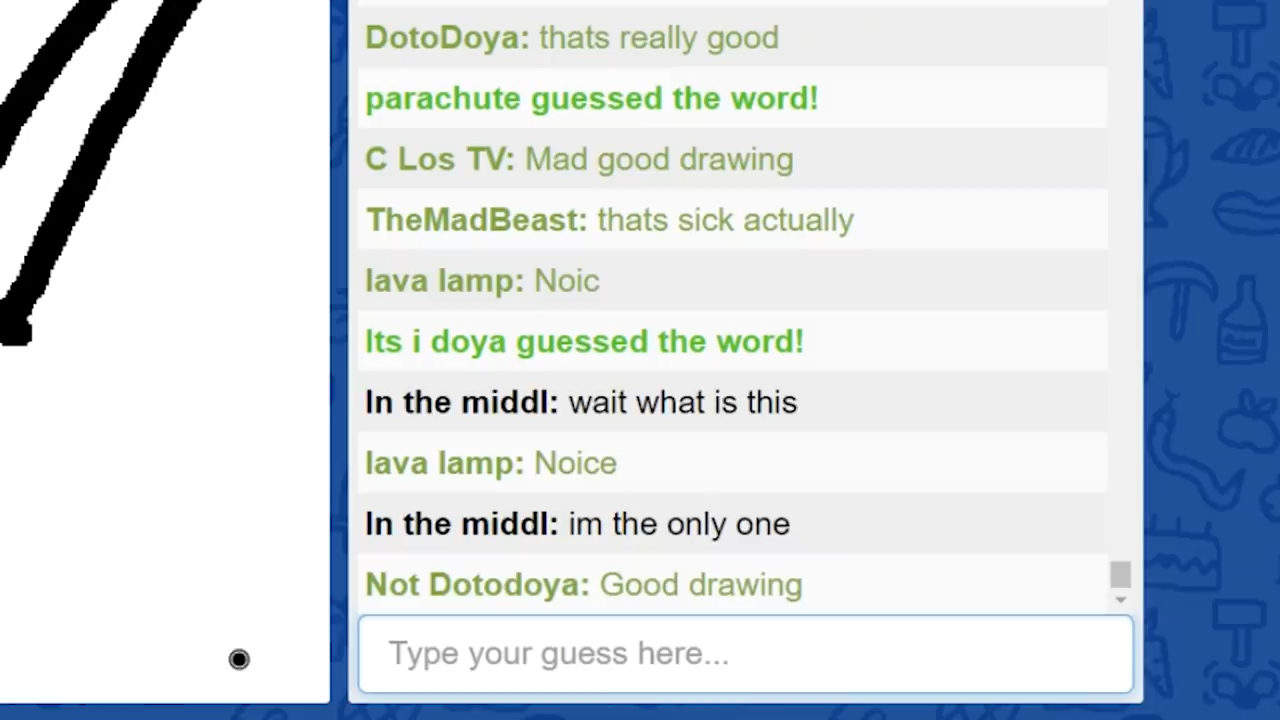 DotoDoya: thats really good
parachute guessed the word!
C Los TV: Mad good drawing
TheMadBeast: thats sick actually
lava lamp: Noic
Its i doya guessed the word!
In the middl: wait what is this
lava lamp: Noice
In the middl: im the only one
Not Dotodoya: Good drawing
Type your guess here...